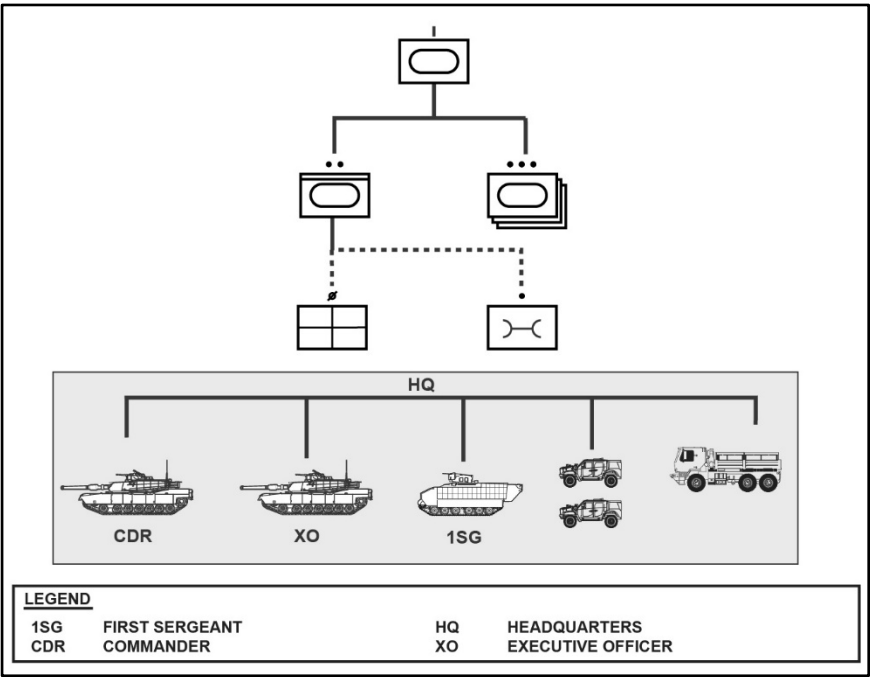 HQ
CDR XO 1SG
LEGEND
1SG FIRST SERGEANT HQ HEADQUARTERS
CDR COMMANDER XO EXECUTIVE OFFICER